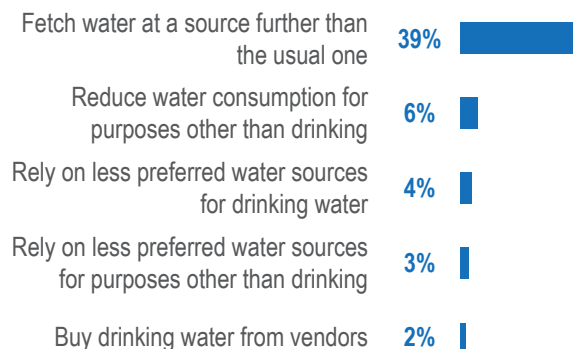 Fetch water at a source further than
the usual one
39%
Reduce water consumption for
purposes other than drinking
6%
Rely on less preferred water sources
for drinking water
4%
Rely on less preferred water sources
for purposes other than drinking
3%
Buy drinking water from vendors
2%